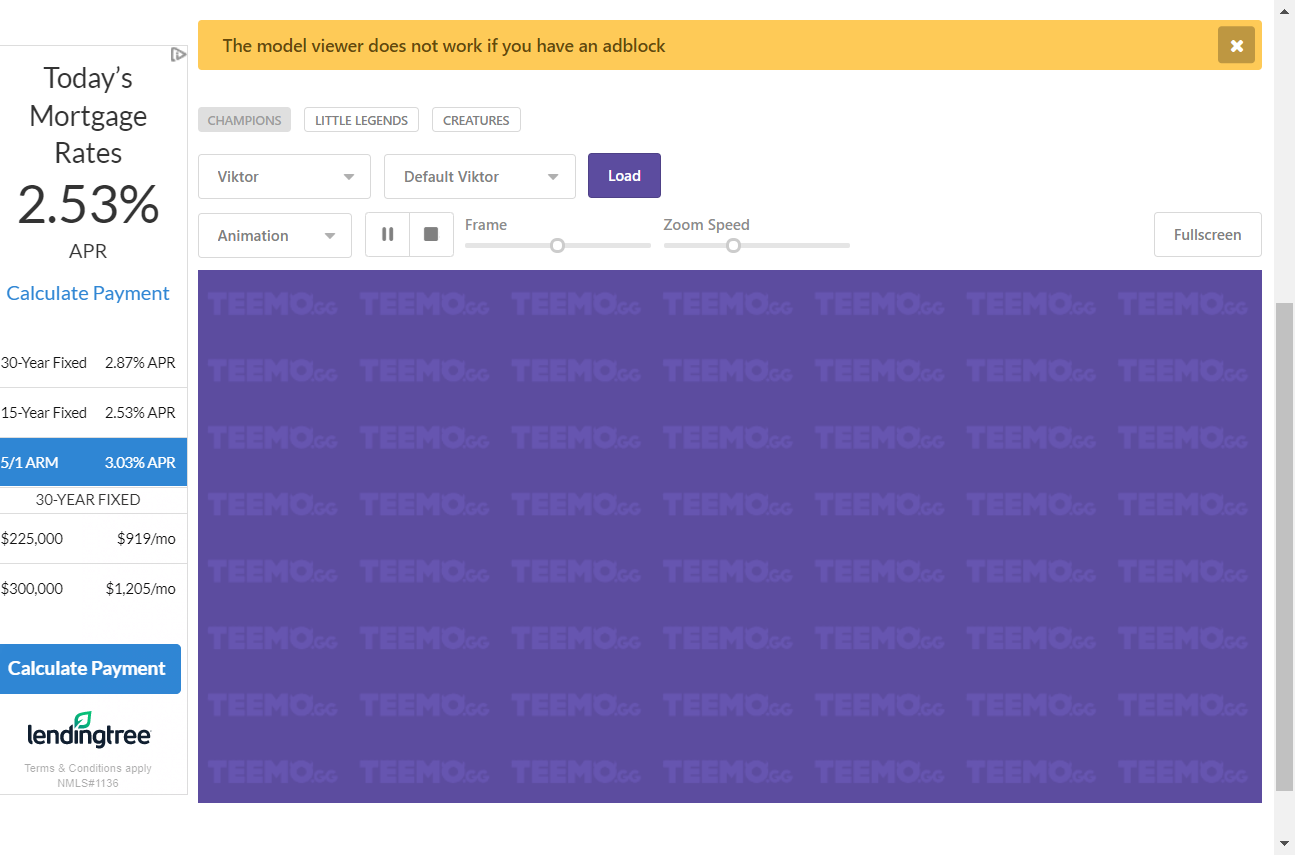 The model viewer does not work if you have an adblock
Today's
Mortgage
Rates
2.53%
APR
Calculate Payment
30-Year Fixed 2.87% APR
15-Year Fixed 2.53% APR
5/1 ARM 3.03% APR
30-YEAR FIXED
$225,000 $919/mo
$300,000 $1,205/mo
Calculate Payment
lendingtree
Terms & Conditions apply
NMLS#1136
CHAMPIONS LITTLE LEGENDS CREATURES
Viktor Default Viktor Load
Animation Frame Zoom Speed Fullscreen
TEEMO.GG TEEMO.GG TEEMO.GG TEEMO.GG TEEMO.GG TEEMO.GG TEEMO.GG
TEEMO.GG TEEMO.GG TEEMO.GG TEEMO.GG TEEMO.GG TEEMO.GG TEEMO.GG
TEEMO.GG TEEMO.GG TEEMO.GG TEEMO.GG TEEMO.GG TEEMO.GG TEEMO.GG
TEEMO.GG TEEMO.GG TEEMO.GG TEEMO.GG TEEMO.GG TEEMO.GG TEEMO.GG
TEEMO.GG TEEMO.GG TEEMO.GG TEEMO.GG TEEMO.GG TEEMO.GG TEEMO.GG
TEEMO.GG TEEMO.GG TEEMO.GG TEEMO.GG TEEMO.GG TEEMO.GG TEEMO.GG
TEEMO.GG TEEMO.GG TEEMO.GG TEEMO.GG TEEMO.GG TEEMO.GG TEEMO.GG
TEEMO.GG TEEMO.GG TEEMO.GG TEEMO.GG TEEMO.GG TEEMO.GG TEEMO.GG